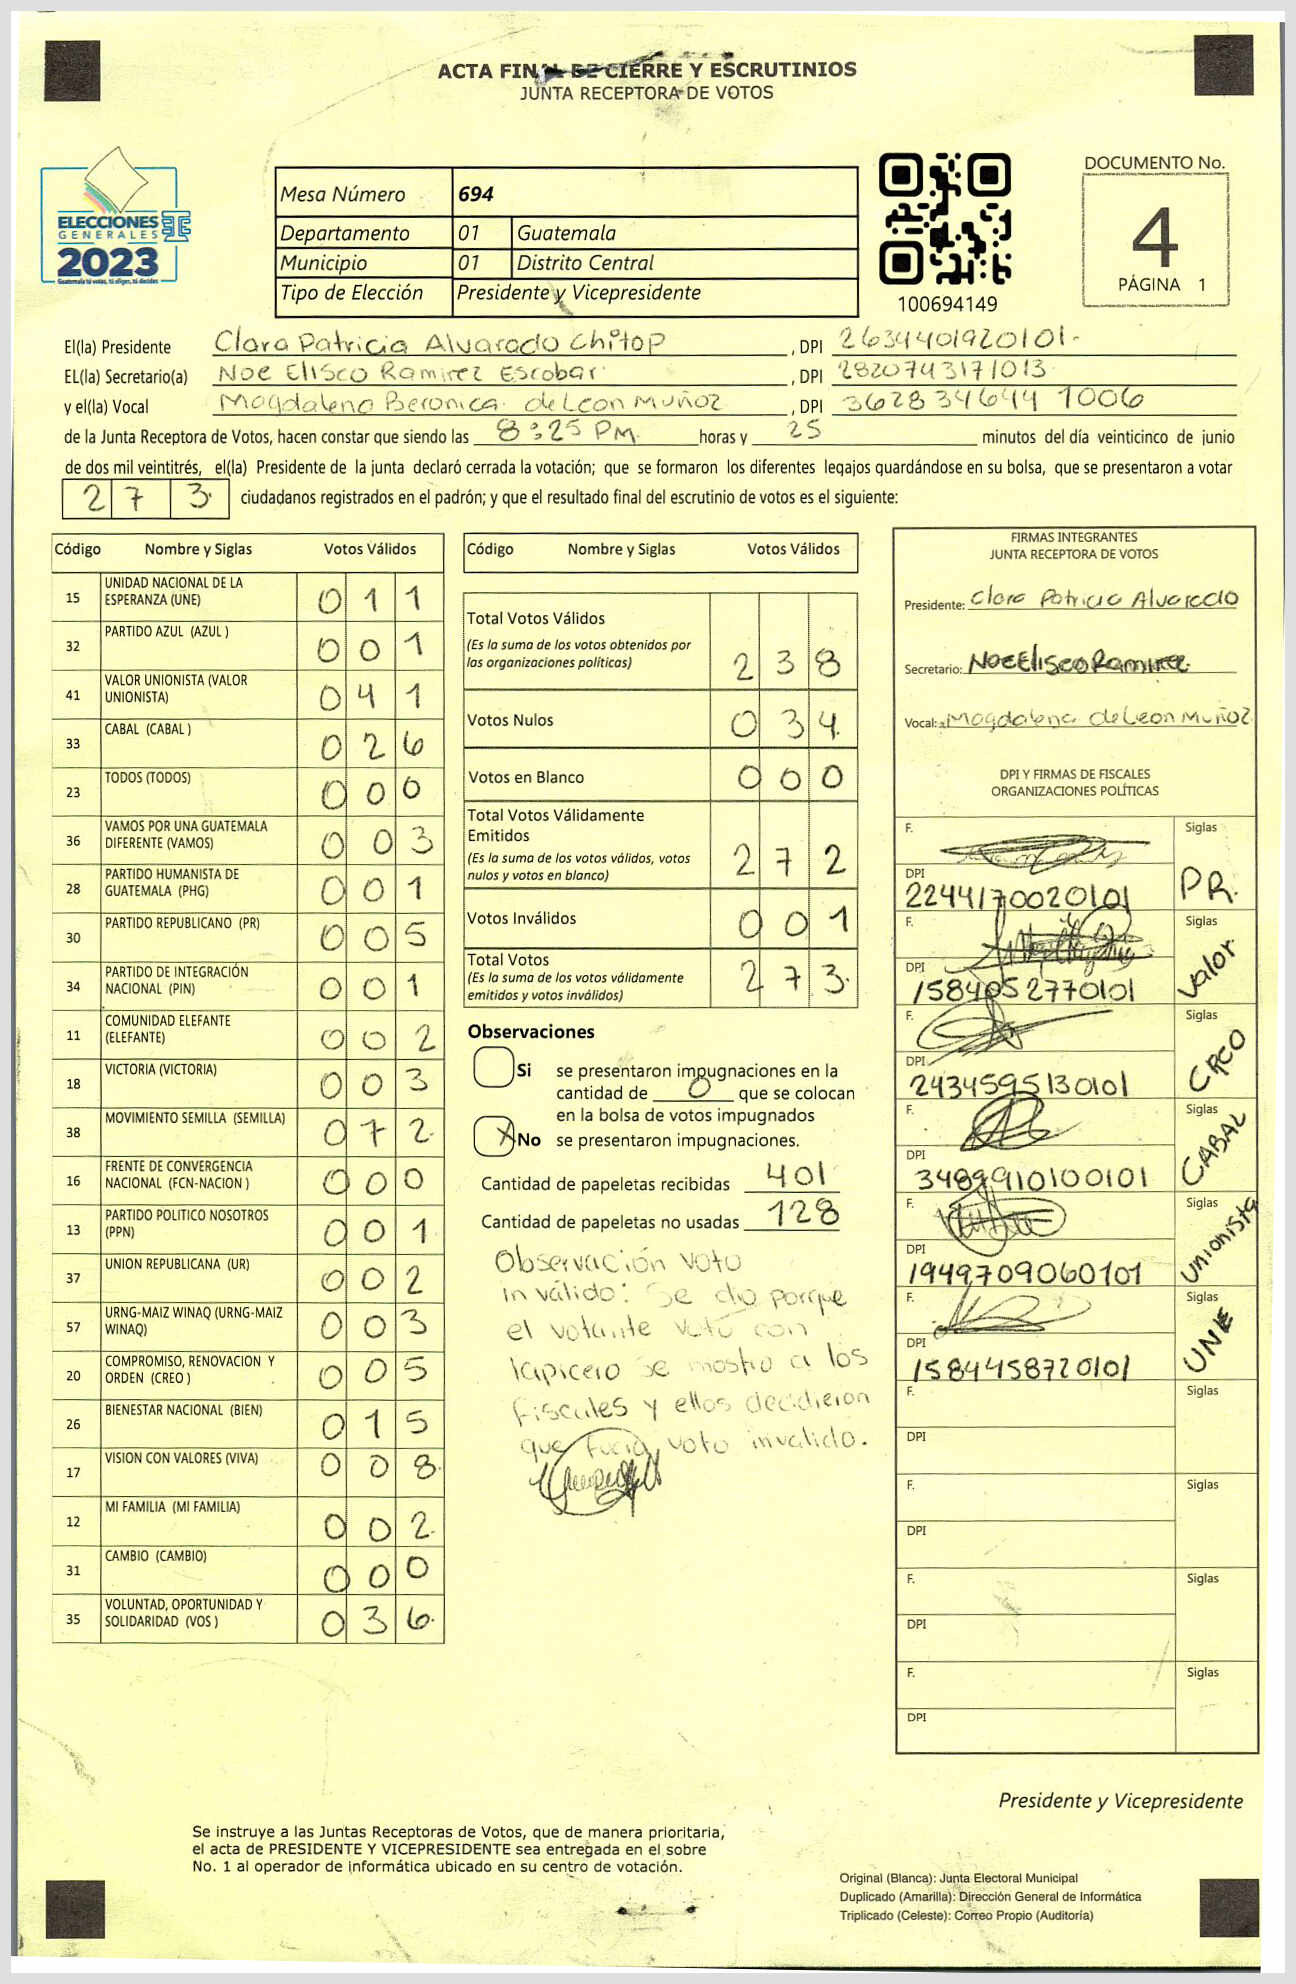 ACTA FINAL DE CIERRE Y ESCRUTINIOS
JUNTA RECEPTORA DE VOTOS
ELECCIONES
GENERALES
2023
Guatemala tú votas, tú eliges, tú decides
Mesa Número 694
Departamento 01 Guatemala
Municipio 01 Distrito Central
Tipo de Elección Presidente y Vicepresidente
100694149
DOCUMENTO No.
4
PÁGINA 1
El(la) Presidente Clara Patricia Alvarado Chitop, DPI 2634401920101
EL(la) Secretario(a) Noe Elisco Ramirez Escobar, DPI 2820743171013
y el(la) Vocal Magdalena Beronica de Leon Muñoz, DPI 3628346441006
de la Junta Receptora de Votos, hacen constar que siendo las 8:25 PM. horas y 25 minutos del día veinticinco de junio
de dos mil veintitrés, el(la) Presidente de la junta declaró cerrada la votación; que se formaron los diferentes legajos guardándose en su bolsa, que se presentaron a votar
2 7 3 ciudadanos registrados en el padrón; y que el resultado final del escrutinio de votos es el siguiente:
Código Nombre y Siglas Votos Válidos
15 UNIDAD NACIONAL DE LA ESPERANZA (UNE) 0 1 1
32 PARTIDO AZUL (AZUL ) 0 0 1
41 VALOR UNIONISTA (VALOR UNIONISTA) 0 4 1
33 CABAL (CABAL ) 0 2 6
23 TODOS (TODOS) 0 0 0
36 VAMOS POR UNA GUATEMALA DIFERENTE (VAMOS) 0 0 3
28 PARTIDO HUMANISTA DE GUATEMALA (PHG) 0 0 1
30 PARTIDO REPUBLICANO (PR) 0 0 5
34 PARTIDO DE INTEGRACIÓN NACIONAL (PIN) 0 0 1
11 COMUNIDAD ELEFANTE (ELEFANTE) 0 0 2
18 VICTORIA (VICTORIA) 0 0 3
38 MOVIMIENTO SEMILLA (SEMILLA) 0 7 2
16 FRENTE DE CONVERGENCIA NACIONAL (FCN-NACION ) 0 0 0
13 PARTIDO POLITICO NOSOTROS (PPN) 0 0 1
37 UNION REPUBLICANA (UR) 0 0 2
57 URNG-MAIZ WINAQ (URNG-MAIZ WINAQ) 0 0 3
20 COMPROMISO, RENOVACION Y ORDEN (CREO ) 0 0 5
26 BIENESTAR NACIONAL (BIEN) 0 1 5
17 VISION CON VALORES (VIVA) 0 0 8
12 MI FAMILIA (MI FAMILIA) 0 0 2
31 CAMBIO (CAMBIO) 0 0 0
35 VOLUNTAD, OPORTUNIDAD Y SOLIDARIDAD (VOS ) 0 3 6
Código Nombre y Siglas Votos Válidos
Total Votos Válidos
(Es la suma de los votos obtenidos por las organizaciones políticas) 2 3 8
Votos Nulos 0 3 4
Votos en Blanco 0 0 0
Total Votos Válidamente Emitidos
(Es la suma de los votos válidos, votos nulos y votos en blanco) 2 7 2
Votos Inválidos 0 0 1
Total Votos
(Es la suma de los votos válidamente emitidos y votos inválidos) 2 7 3
Observaciones
Si se presentaron impugnaciones en la
cantidad de 0 que se colocan
en la bolsa de votos impugnados
X No se presentaron impugnaciones.
Cantidad de papeletas recibidas 401
Cantidad de papeletas no usadas 128
Observación voto
inválido: Se dio porque
el votante voto con
lapicero se mostro a los
fiscales y ellos decidieron
que fuera voto invalido.
FIRMAS INTEGRANTES
JUNTA RECEPTORA DE VOTOS
Presidente: Clara Patricia Alvarado
Secretario: Noe Elisco Ramirez
Vocal: Magdalena de Leon Muñoz
DPI Y FIRMAS DE FISCALES
ORGANIZACIONES POLÍTICAS
F. Siglas
DPI 2244170020101 PR.
F. Siglas
DPI 1584052770101 Valor
F. Siglas
DPI 2434595130101 CREO
F. Siglas
DPI 3489910100101 CABAL
F. Siglas
DPI 1949709060101 Unionista
F. Siglas
DPI 1584458720101 UNE
F. Siglas
DPI
F. Siglas
DPI
F. Siglas
DPI
F. Siglas
DPI
Presidente y Vicepresidente
Se instruye a las Juntas Receptoras de Votos, que de manera prioritaria,
el acta de PRESIDENTE Y VICEPRESIDENTE sea entregada en el sobre
No. 1 al operador de informática ubicado en su centro de votación.
Original (Blanca): Junta Electoral Municipal
Duplicado (Amarilla): Dirección General de Informática
Triplicado (Celeste): Correo Propio (Auditoría)